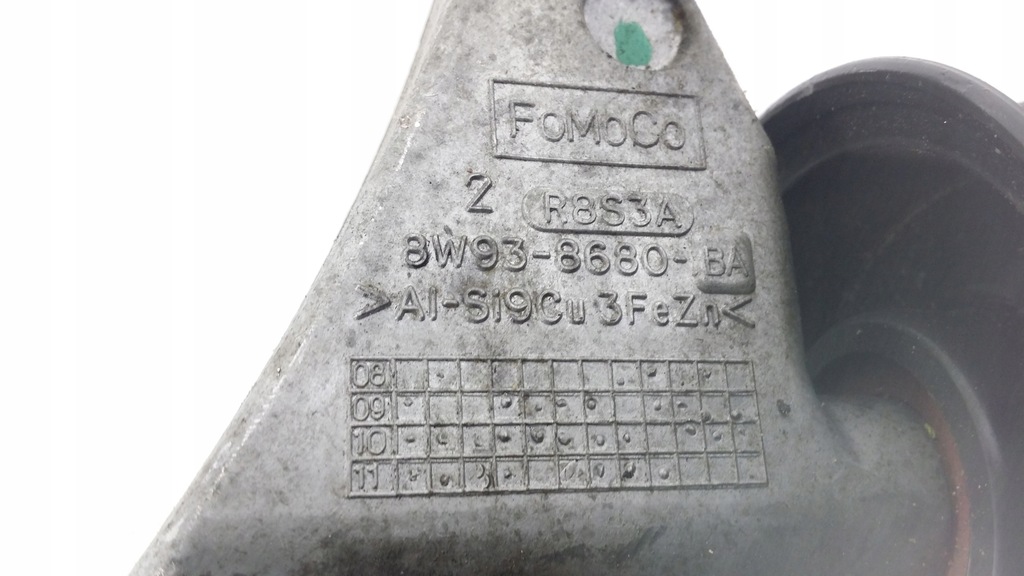 FoMoCo
2 R8S3A
8W93-8680-BA
>Al-Si9Cu3FeZn<
08
09
10
11